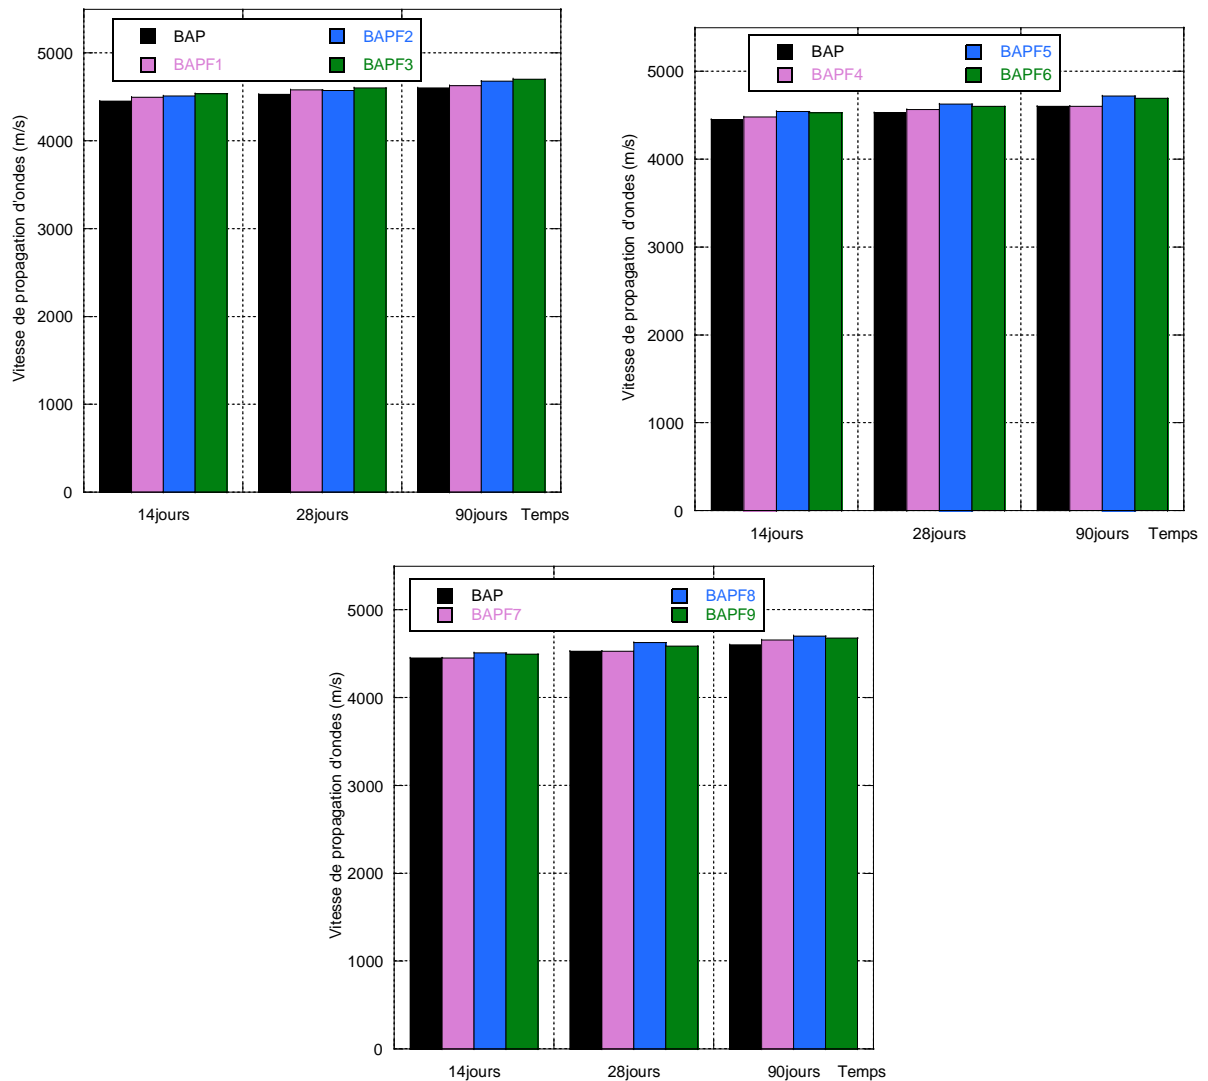 BAP BAPF2
BAPF1 BAPF3
Vitesse de propagation d'ondes (m/s)
5000
4000
3000
2000
1000
0
14jours 28jours 90jours Temps
BAP BAPF5
BAPF4 BAPF6
Vitesse de propagation d'ondes (m/s)
5000
4000
3000
2000
1000
0
14jours 28jours 90jours Temps
BAP BAPF8
BAPF7 BAPF9
Vitesse de propagation d'ondes (m/s)
5000
4000
3000
2000
1000
0
14jours 28jours 90jours Temps